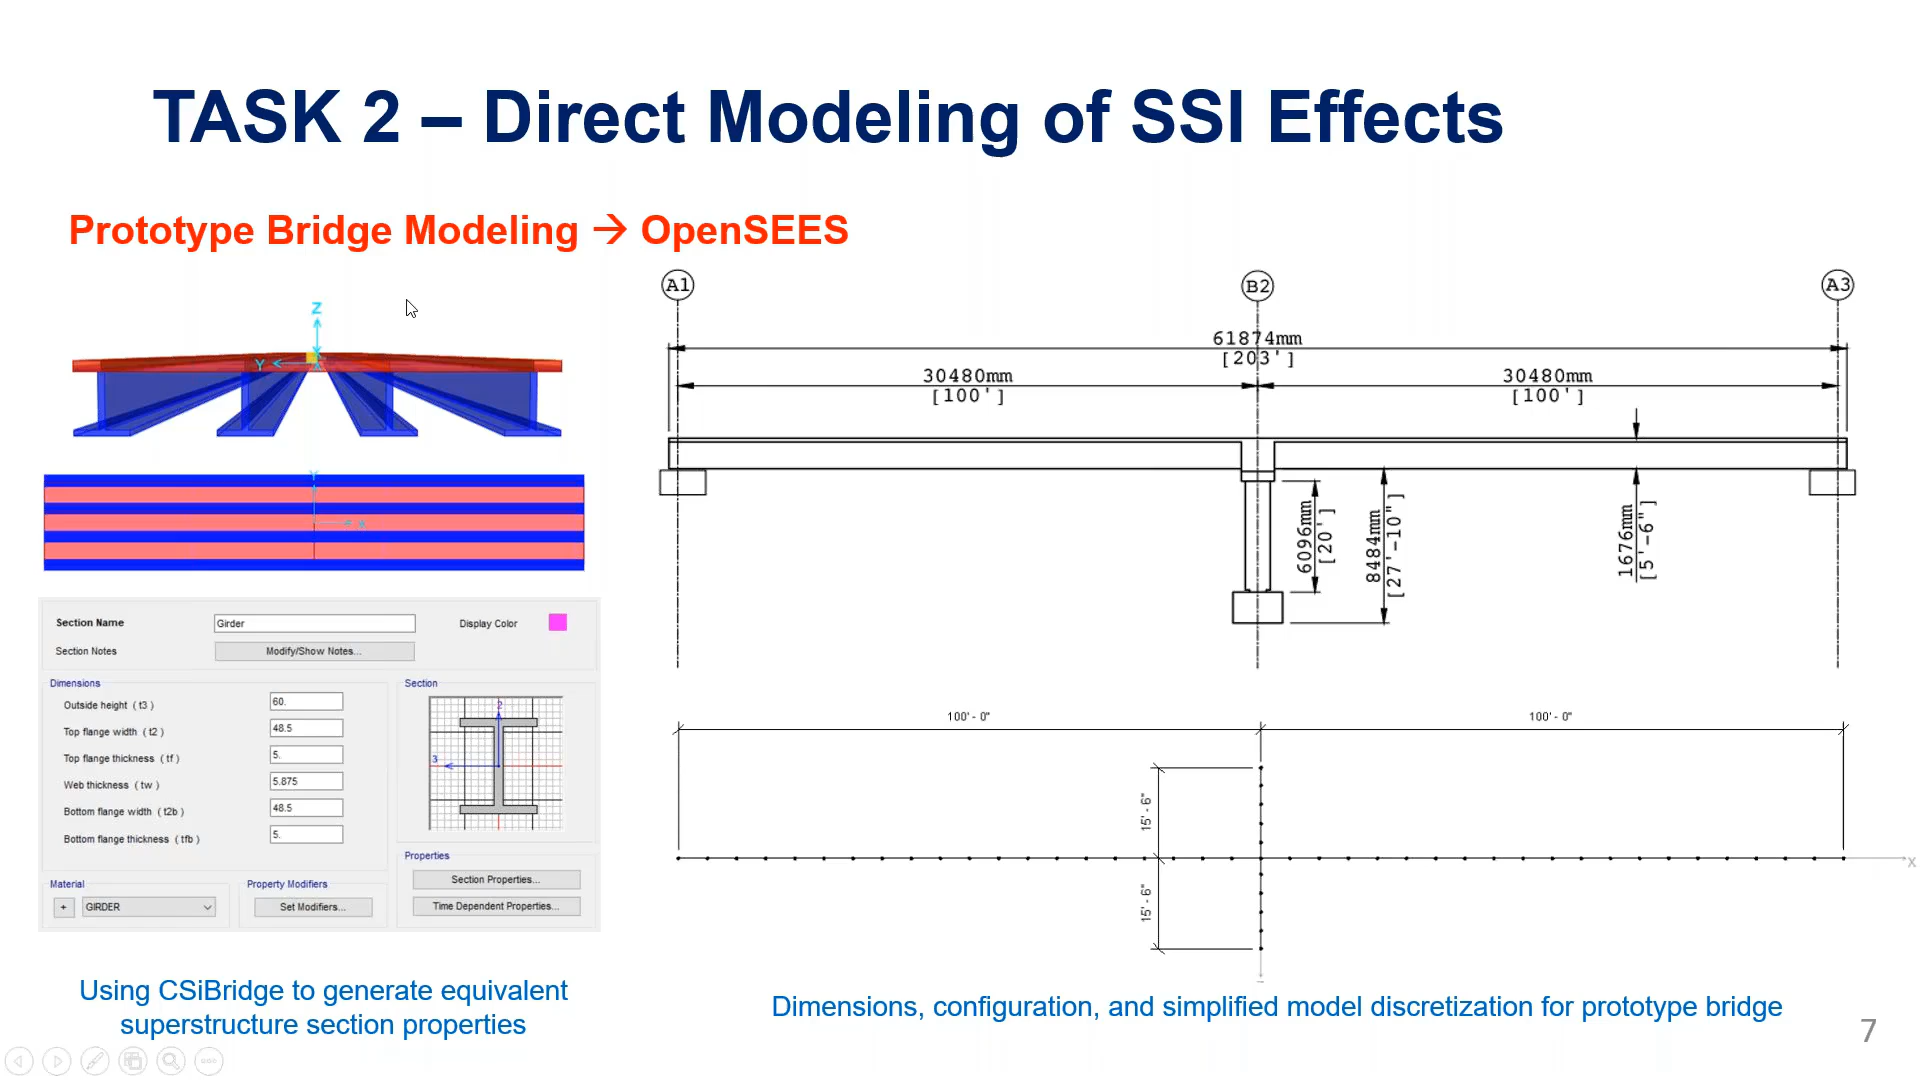 TASK 2 – Direct Modeling of SSI Effects
Prototype Bridge Modeling → OpenSEES
Z
Y
Y
X
Section Name
Girder
Display Color
Section Notes
Modify/Show Notes...
Dimensions
Outside height ( t3 )
60.
Top flange width ( t2 )
48.5
Top flange thickness ( tf )
5.
Web thickness ( tw )
5.875
Bottom flange width ( t2b )
48.5
Bottom flange thickness ( tfb )
5.
Section
2
3
Properties
Section Properties...
Time Dependent Properties...
Material
+ GIRDER
Property Modifiers
Set Modifiers...
Using CSiBridge to generate equivalent
superstructure section properties
A1
B2
A3
61874mm
[203']
30480mm
[100']
30480mm
[100']
6096mm
[20']
8484mm
[27'-10"]
1676mm
[5'-6"]
100' - 0"
100' - 0"
15' - 6"
15' - 6"
X
Dimensions, configuration, and simplified model discretization for prototype bridge
7